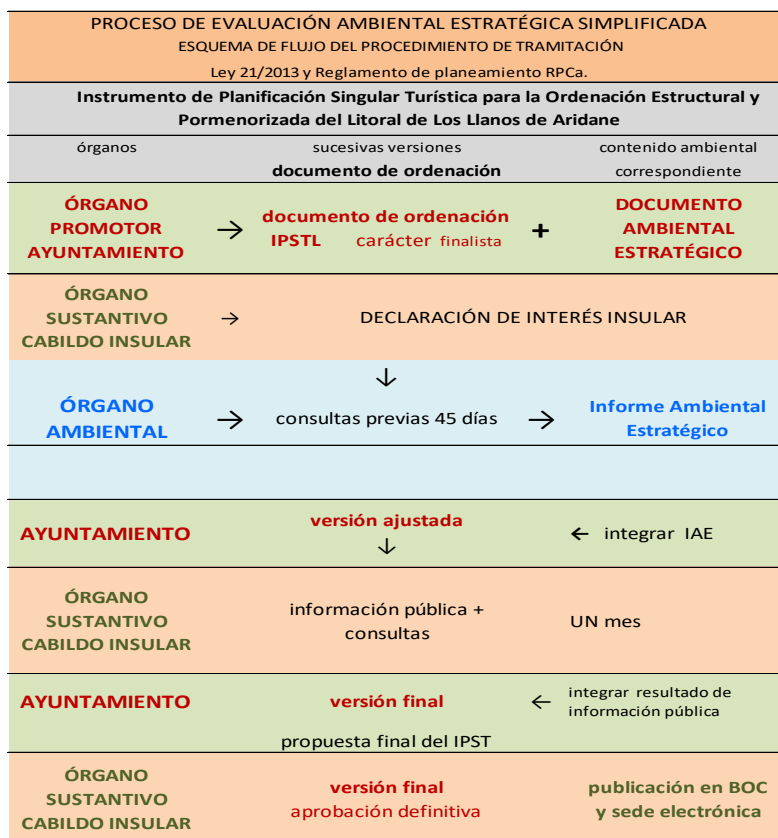 PROCESO DE EVALUACIÓN AMBIENTAL ESTRATÉGICA SIMPLIFICADA
ESQUEMA DE FLUJO DEL PROCEDIMIENTO DE TRAMITACIÓN
Ley 21/2013 y Reglamento de planeamiento RPCa.
Instrumento de Planificación Singular Turística para la Ordenación Estructural y
Pormenorizada del Litoral de Los Llanos de Aridane
órganos
sucesivas versiones
documento de ordenación
contenido ambiental
correspondiente
ÓRGANO
PROMOTOR
AYUNTAMIENTO
→
documento de ordenación
IPSTL carácter finalista
+
DOCUMENTO
AMBIENTAL
ESTRATÉGICO
ÓRGANO
SUSTANTIVO
CABILDO INSULAR
→
DECLARACIÓN DE INTERÉS INSULAR
↓
ÓRGANO
AMBIENTAL
→
consultas previas 45 días
→
Informe Ambiental
Estratégico
AYUNTAMIENTO
versión ajustada
↓
← integrar IAE
ÓRGANO
SUSTANTIVO
CABILDO INSULAR
información pública +
consultas
UN mes
AYUNTAMIENTO
versión final
propuesta final del IPST
←
integrar resultado de
información pública
ÓRGANO
SUSTANTIVO
CABILDO INSULAR
versión final
aprobación definitiva
publicación en BOC
y sede electrónica